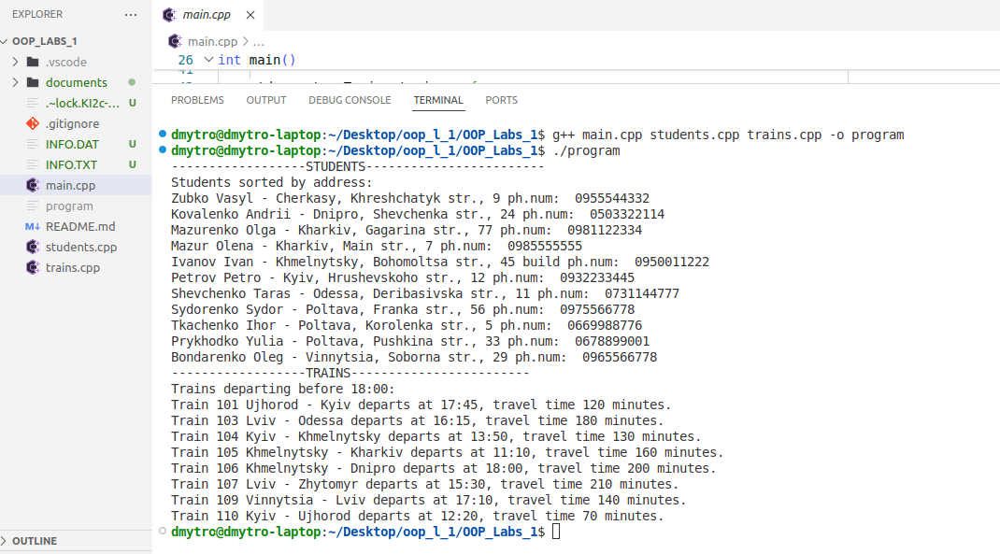 EXPLORER
...
OOP_LABS_1
.vscode
documents
.~lock.KI2c-... U
.gitignore
INFO.DAT U
INFO.TXT U
main.cpp
program
M↓ README.md
students.cpp
trains.cpp
OUTLINE
main.cpp
main.cpp > ...
26 int main()
41
PROBLEMS OUTPUT DEBUG CONSOLE TERMINAL PORTS
dmytro@dmytro-laptop:~/Desktop/oop_l_1/OOP_Labs_1$ g++ main.cpp students.cpp trains.cpp -o program
dmytro@dmytro-laptop:~/Desktop/oop_l_1/OOP_Labs_1$ ./program
------------------STUDENTS------------------------
Students sorted by address:
Zubko Vasyl - Cherkasy, Khreshchatyk str., 9 ph.num:  0955544332
Kovalenko Andrii - Dnipro, Shevchenka str., 24 ph.num:  0503322114
Mazurenko Olga - Kharkiv, Gagarina str., 77 ph.num:  0981122334
Mazur Olena - Kharkiv, Main str., 7 ph.num:  0985555555
Ivanov Ivan - Khmelnytsky, Bohomoltsa str., 45 build ph.num:  0950011222
Petrov Petro - Kyiv, Hrushevskoho str., 12 ph.num:  0932233445
Shevchenko Taras - Odessa, Deribasivska str., 11 ph.num:  0731144777
Sydorenko Sydor - Poltava, Franka str., 56 ph.num:  0975566778
Tkachenko Ihor - Poltava, Korolenka str., 5 ph.num:  0669988776
Prykhodko Yulia - Poltava, Pushkina str., 33 ph.num:  0678899001
Bondarenko Oleg - Vinnytsia, Soborna str., 29 ph.num:  0965566778
------------------TRAINS------------------------
Trains departing before 18:00:
Train 101 Ujhorod - Kyiv departs at 17:45, travel time 120 minutes.
Train 103 Lviv - Odessa departs at 16:15, travel time 180 minutes.
Train 104 Kyiv - Khmelnytsky departs at 13:50, travel time 130 minutes.
Train 105 Khmelnytsky - Kharkiv departs at 11:10, travel time 160 minutes.
Train 106 Khmelnytsky - Dnipro departs at 18:00, travel time 200 minutes.
Train 107 Lviv - Zhytomyr departs at 15:30, travel time 210 minutes.
Train 109 Vinnytsia - Lviv departs at 17:10, travel time 140 minutes.
Train 110 Kyiv - Ujhorod departs at 12:20, travel time 70 minutes.
dmytro@dmytro-laptop:~/Desktop/oop_l_1/OOP_Labs_1$